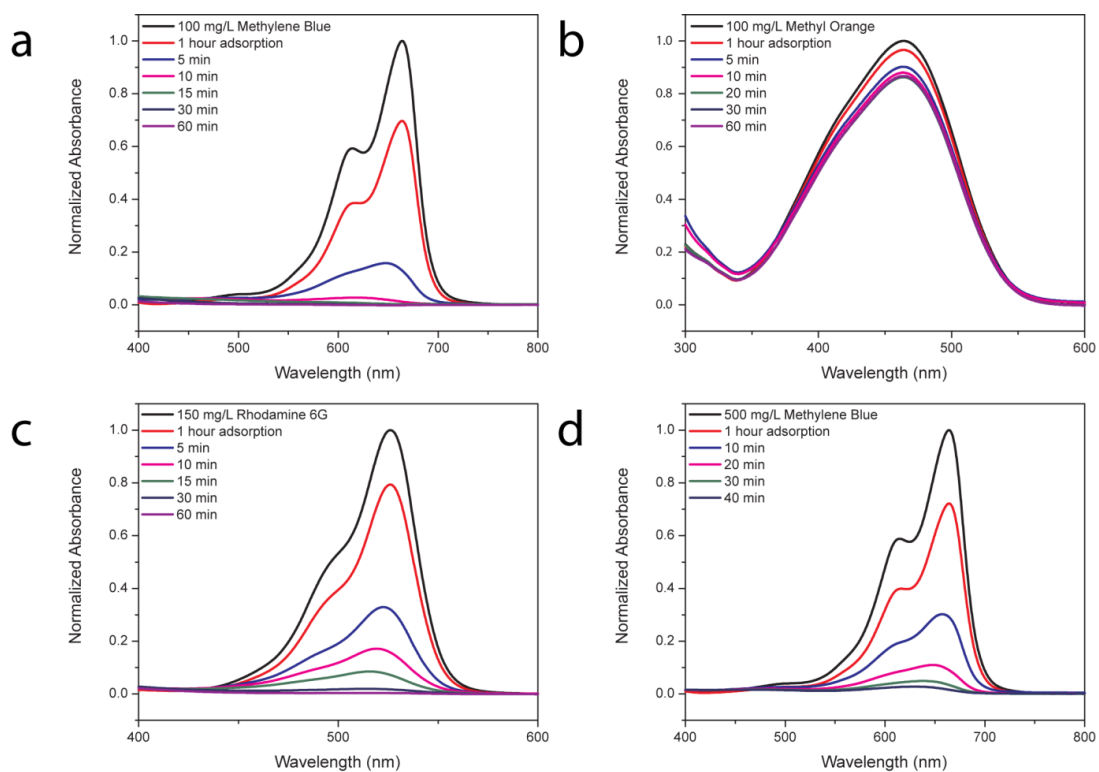 a
100 mg/L Methylene Blue
1 hour adsorption
5 min
10 min
15 min
30 min
60 min
1.0
0.8
0.6
0.4
0.2
0.0
Normalized Absorbance
400 500 600 700 800
Wavelength (nm)
b
100 mg/L Methyl Orange
1 hour adsorption
5 min
10 min
20 min
30 min
60 min
1.0
0.8
0.6
0.4
0.2
0.0
Normalized Absorbance
300 400 500 600
Wavelength (nm)
c
150 mg/L Rhodamine 6G
1 hour adsorption
5 min
10 min
15 min
30 min
60 min
1.0
0.8
0.6
0.4
0.2
0.0
Normalized Absorbance
400 500 600
Wavelength (nm)
d
500 mg/L Methylene Blue
1 hour adsorption
10 min
20 min
30 min
40 min
1.0
0.8
0.6
0.4
0.2
0.0
Normalized Absorbance
400 500 600 700 800
Wavelength (nm)